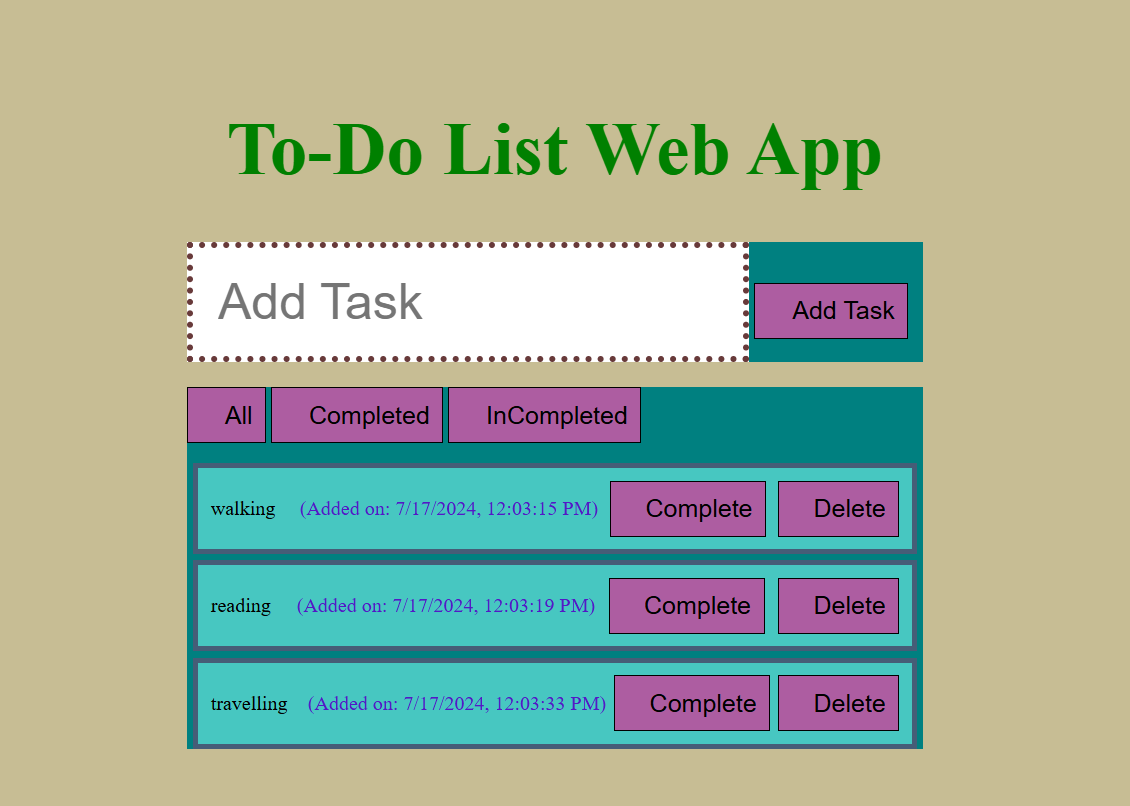 To-Do List Web App
Add Task Add Task
All Completed InCompleted
walking (Added on: 7/17/2024, 12:03:15 PM) Complete Delete
reading (Added on: 7/17/2024, 12:03:19 PM) Complete Delete
travelling (Added on: 7/17/2024, 12:03:33 PM) Complete Delete